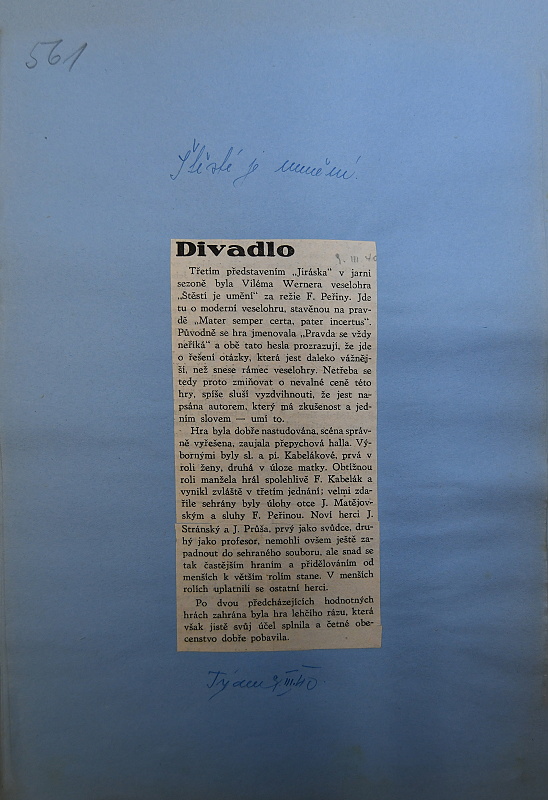 561
Štěstí je umění.
Divadlo
9. III 40
Třetím představením „Jiráska“ v jarní
sezoně byla Viléma Wernera veselohra
„Štěstí je umění“ za režie F. Peřiny. Jde
tu o moderní veselohru, stavěnou na prav-
dě „Mater semper certa, pater incertus“.
Původně se hra jmenovala „Pravda se vždy
neříká“ a obě tato hesla prozrazují, že jde
o řešení otázky, která jest daleko vážněj-
ší, než snese rámec veselohry. Netřeba se
tedy proto zmiňovat o nevalné ceně této
hry, spíše sluší vyzdvihnouti, že jest na-
psána autorem, který má zkušenost a jed-
ním slovem — umí to.
Hra byla dobře nastudována, scéna správ-
ně vyřešena, zaujala přepychová halla. Vý-
bornými byly sl. a pí. Kabelákové, prvá v
roli ženy, druhá v úloze matky. Obtížnou
roli manžela hrál spolehlivě F. Kabelák a
vynikl zvláště v třetím jednání; velmi zda-
řile sehrány byly úlohy otce J. Matějov-
ským a sluhy F. Peřinou. Noví herci J.
Stránský a J. Průša, prvý jako svůdce, dru-
hý jako profesor, nemohli ovšem ještě za-
padnout do sehraného souboru, ale snad se
tak častějším hraním a přidělováním od
menších k větším rolím stane. V menších
rolích uplatnili se ostatní herci.
Po dvou předcházejících hodnotných
hrách zahrána byla hra lehčího rázu, která
však jistě svůj účel splnila a četné obe-
censtvo dobře pobavila.
9/III 40